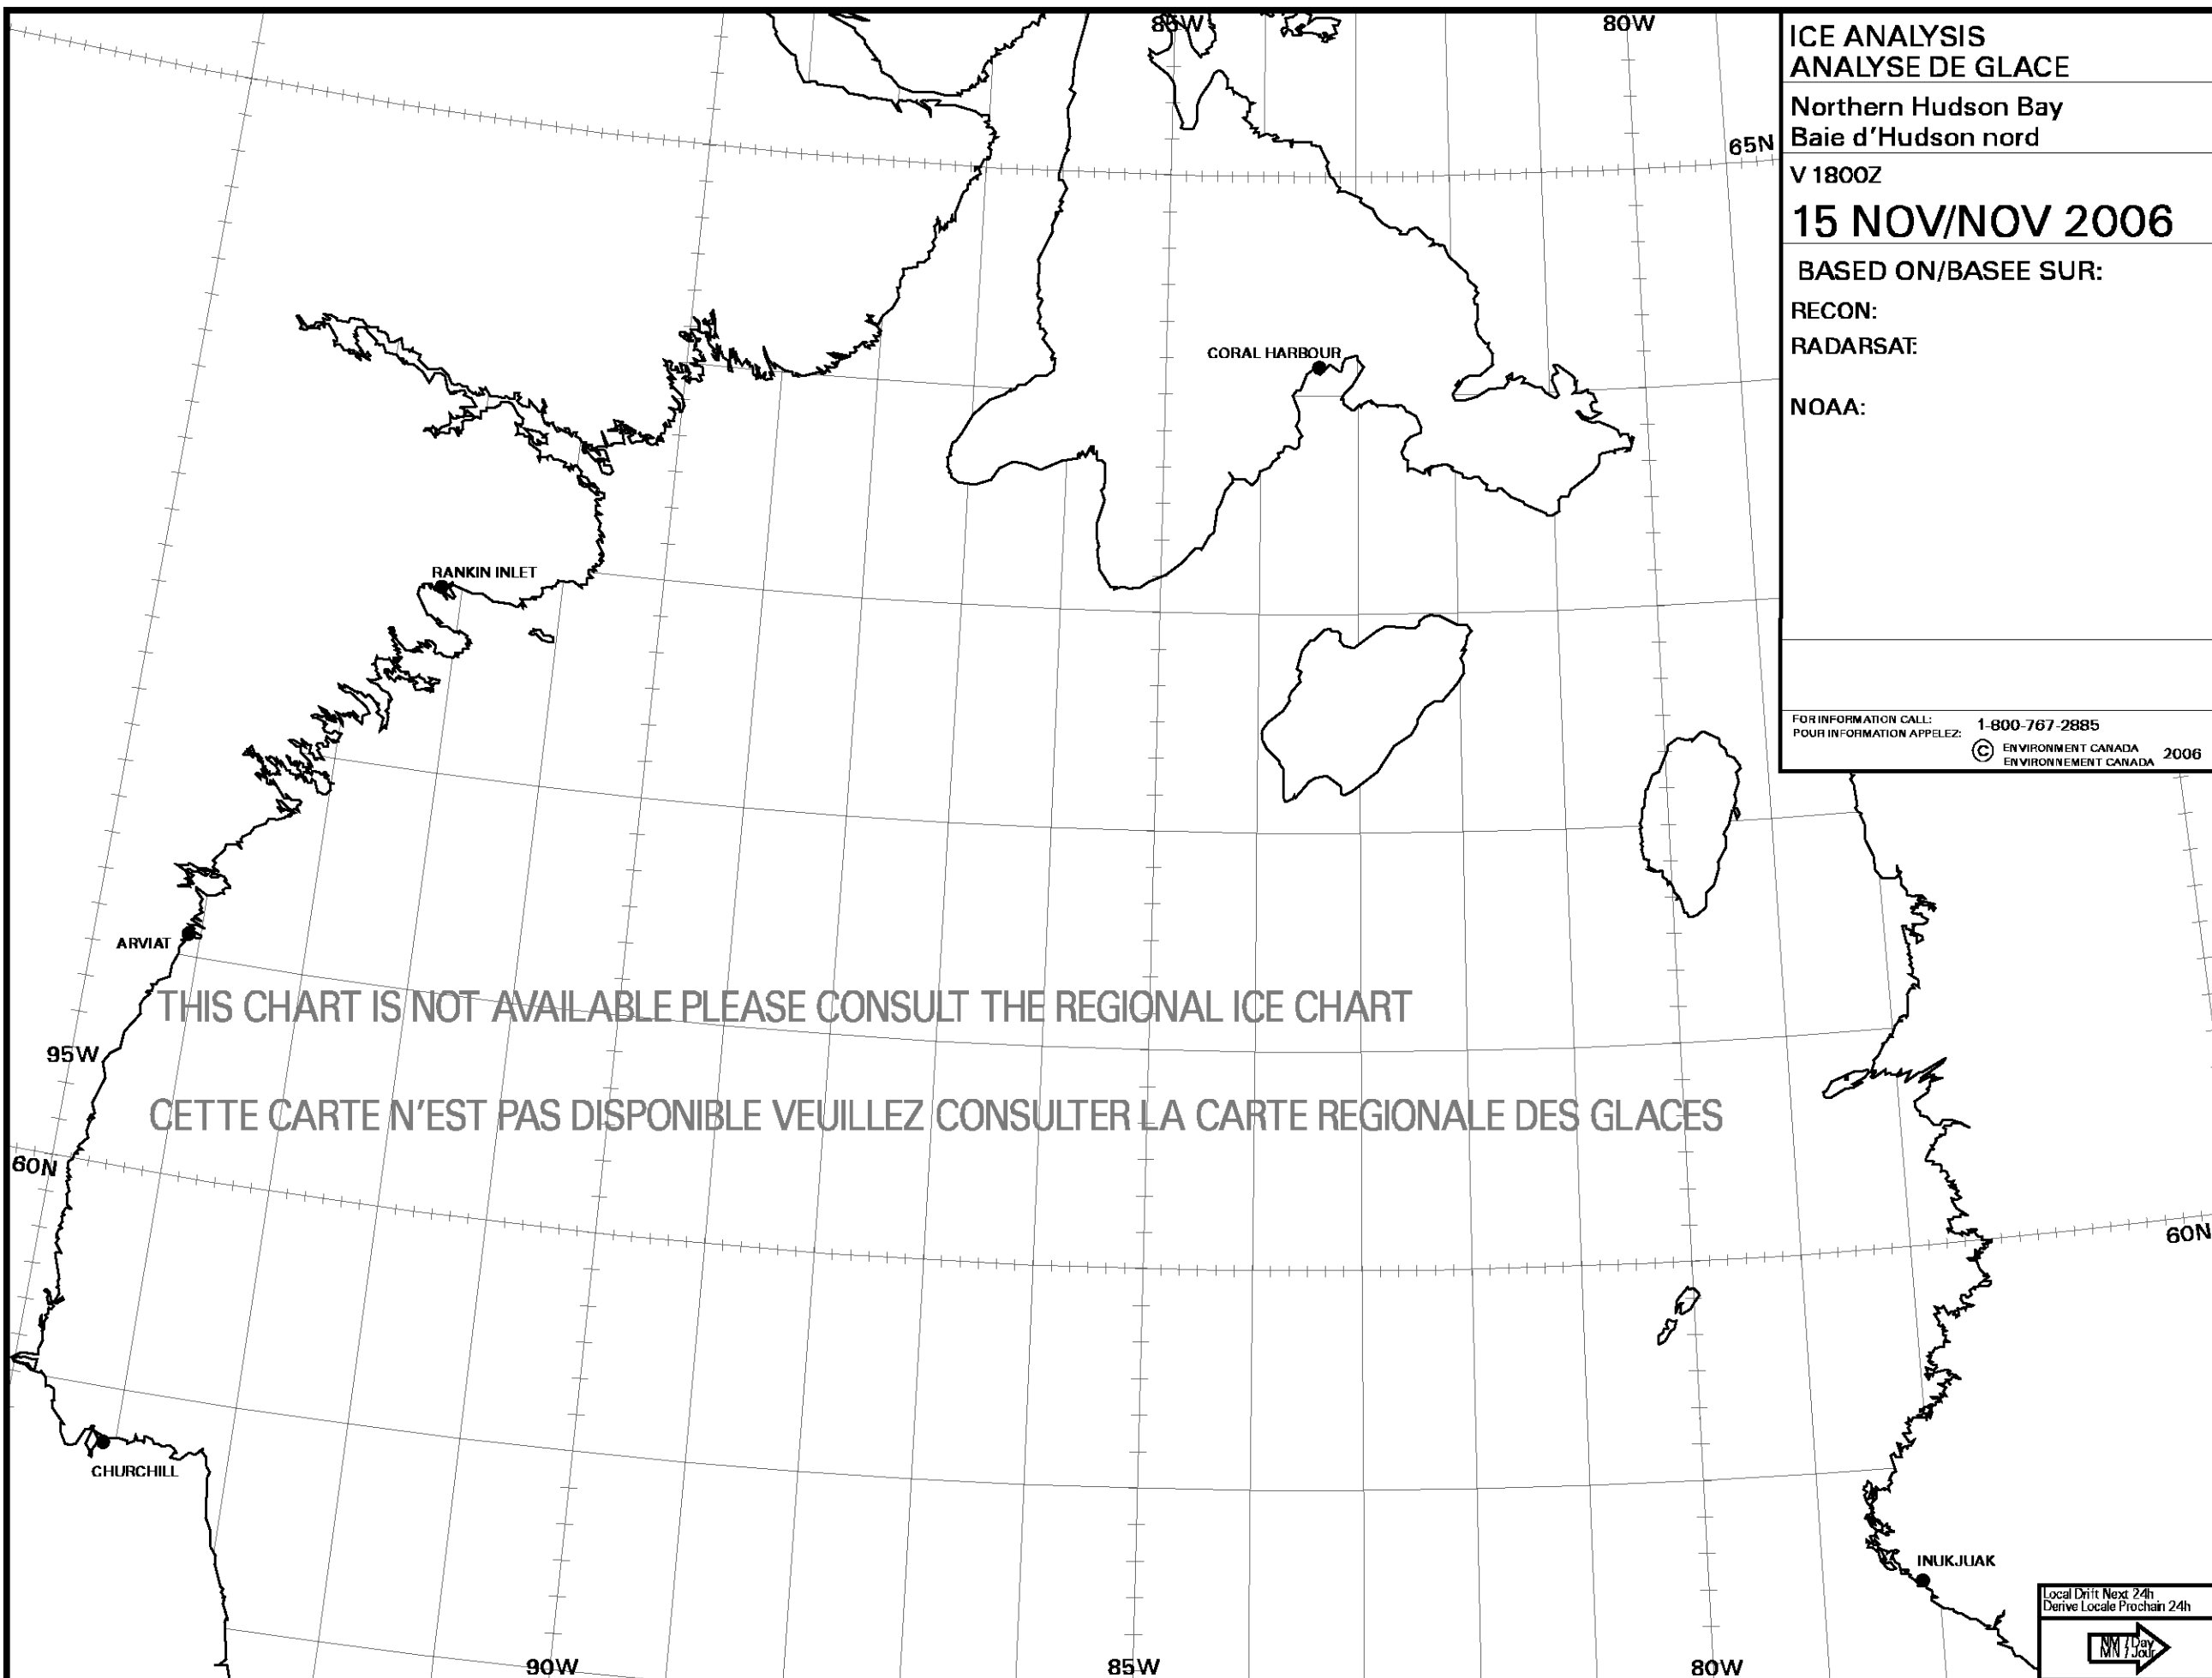 85W
80W
ICE ANALYSIS
ANALYSE DE GLACE
Northern Hudson Bay
Baie d'Hudson nord
65N
V 1800Z
15 NOV/NOV 2006
BASED ON/BASEE SUR:
RECON:
RADARSAT:
NOAA:
CORAL HARBOUR
RANKIN INLET
FOR INFORMATION CALL: 1-800-767-2885
POUR INFORMATION APPELEZ:
© ENVIRONMENT CANADA 2006
ENVIRONNEMENT CANADA
ARVIAT
THIS CHART IS NOT AVAILABLE PLEASE CONSULT THE REGIONAL ICE CHART
95W
CETTE CARTE N'EST PAS DISPONIBLE VEUILLEZ CONSULTER LA CARTE REGIONALE DES GLACES
60N
60N
CHURCHILL
INUKJUAK
Local Drift Next 24h
Derive Locale Prochain 24h
NM / Day
MN / Jour
90W
85W
80W